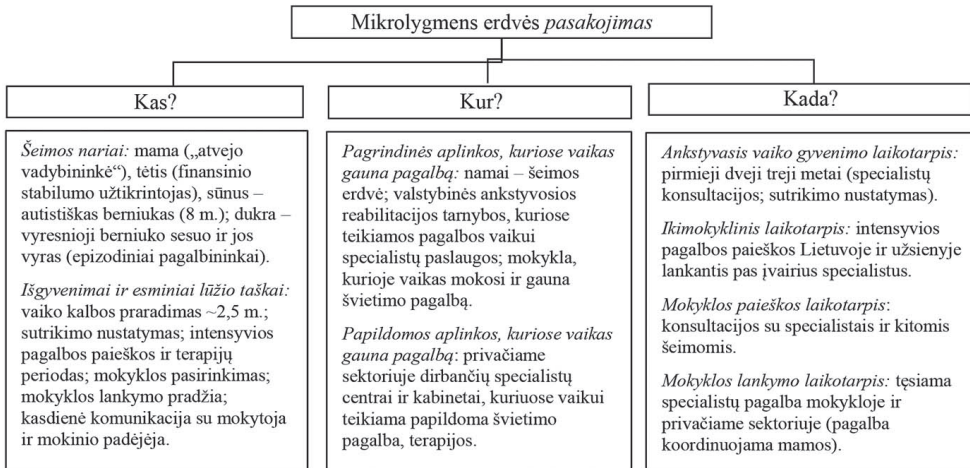 Mikrolygmens erdvės pasakojimas
Kas?
Šeimos nariai: mama („atvejo
vadybininkė“), tėtis (finansinio
stabilumo užtikrintojas), sūnus –
autistiškas berniukas (8 m.); dukra –
vyresnioji berniuko sesuo ir jos
vyras (epizodiniai pagalbininkai).
Išgyvenimai ir esminiai lūžio taškai:
vaiko kalbos praradimas ~2,5 m.;
sutrikimo nustatymas; intensyvios
pagalbos paieškos ir terapijų
periodas; mokyklos pasirinkimas;
mokyklos lankymo pradžia;
kasdienė komunikacija su mokytoja
ir mokinio padėjėja.
Kur?
Pagrindinės aplinkos, kuriose vaikas
gauna pagalbą: namai – šeimos
erdvė; valstybinės ankstyvosios
reabilitacijos tarnybos, kuriose
teikiamos pagalbos vaikui
specialistų paslaugos; mokykla,
kurioje vaikas mokosi ir gauna
švietimo pagalbą.
Papildomos aplinkos, kuriose vaikas
gauna pagalbą: privačiame
sektoriuje dirbančių specialistų
centrai ir kabinetai, kuriuose vaikui
teikiama papildoma švietimo
pagalba, terapijos.
Kada?
Ankstyvasis vaiko gyvenimo laikotarpis:
pirmieji dveji treji metai (specialistų
konsultacijos; sutrikimo nustatymas).
Ikimokyklinis laikotarpis: intensyvios
pagalbos paieškos Lietuvoje ir užsienyje
lankantis pas įvairius specialistus.
Mokyklos paieškos laikotarpis:
konsultacijos su specialistais ir kitomis
šeimomis.
Mokyklos lankymo laikotarpis: tęsiama
specialistų pagalba mokykloje ir
privačiame sektoriuje (pagalba
koordinuojama mamos).